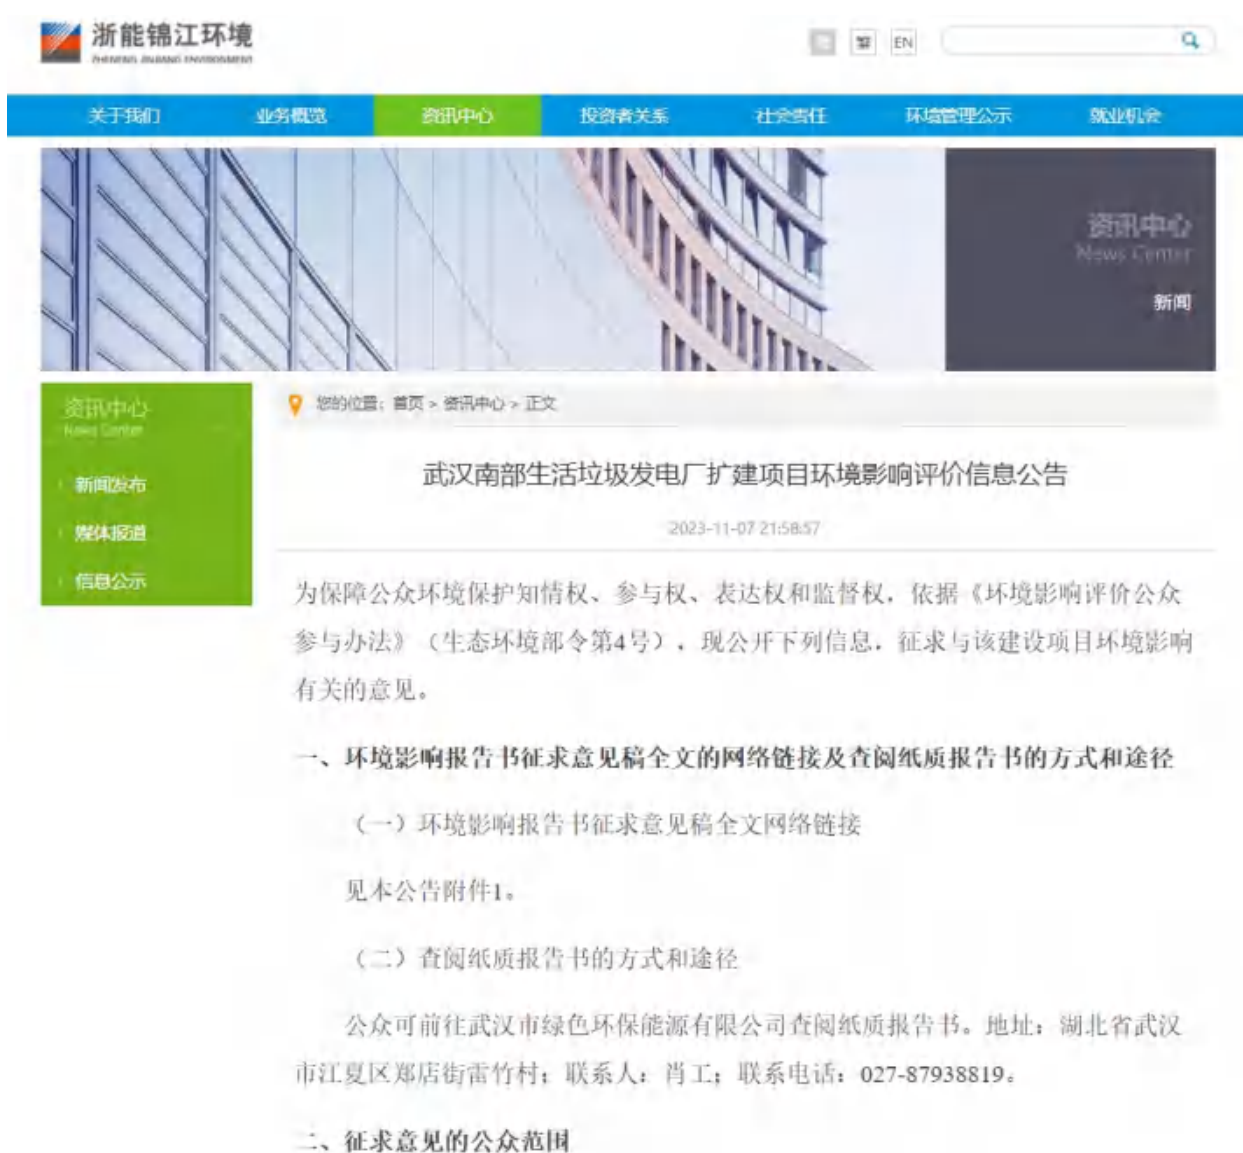 浙能锦江环境
ZHENENG JINJIANG ENVIRONMENT
繁 EN
关于我们 业务概览 资讯中心 投资者关系 社会责任 环境管理公示 就业机会
资讯中心
News Center
新闻
资讯中心
News Center
新闻发布
媒体报道
信息公示
您的位置：首页 > 资讯中心 > 正文
武汉南部生活垃圾发电厂扩建项目环境影响评价信息公告
2023-11-07 21:58:57
为保障公众环境保护知情权、参与权、表达权和监督权，依据《环境影响评价公众
参与办法》（生态环境部令第4号），现公开下列信息，征求与该建设项目环境影响
有关的意见。
一、环境影响报告书征求意见稿全文的网络链接及查阅纸质报告书的方式和途径
（一）环境影响报告书征求意见稿全文网络链接
见本公告附件1。
（二）查阅纸质报告书的方式和途径
公众可前往武汉市绿色环保能源有限公司查阅纸质报告书。地址：湖北省武汉
市江夏区郑店街雷竹村；联系人：肖工；联系电话：027-87938819。
二、征求意见的公众范围